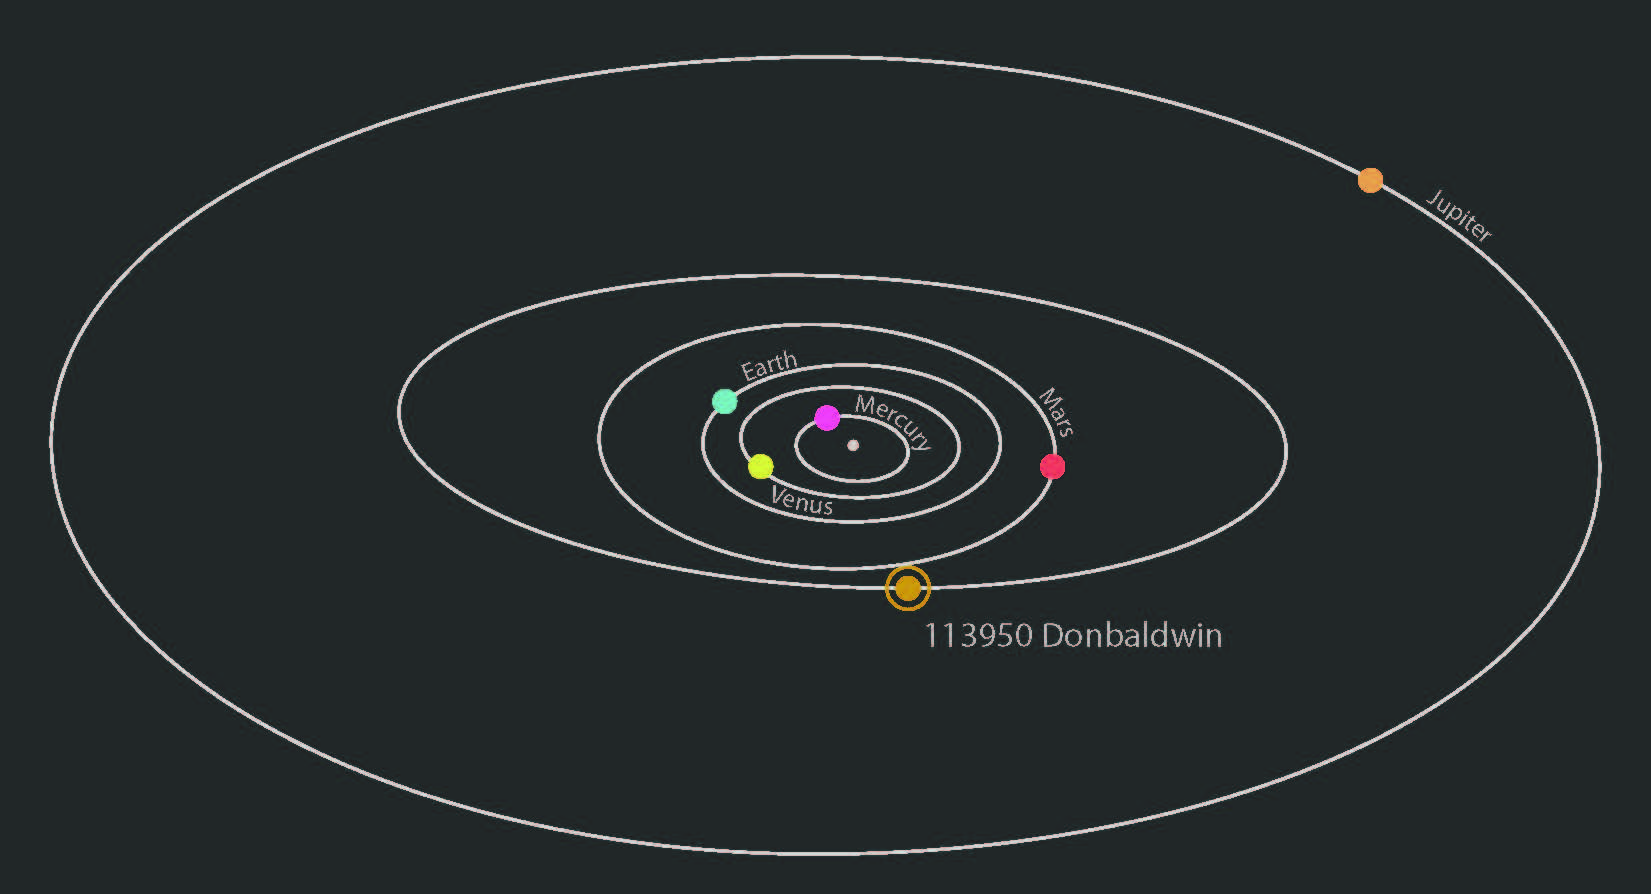 Jupiter
Earth
Mars
Mercury
Venus
113950 Donbaldwin